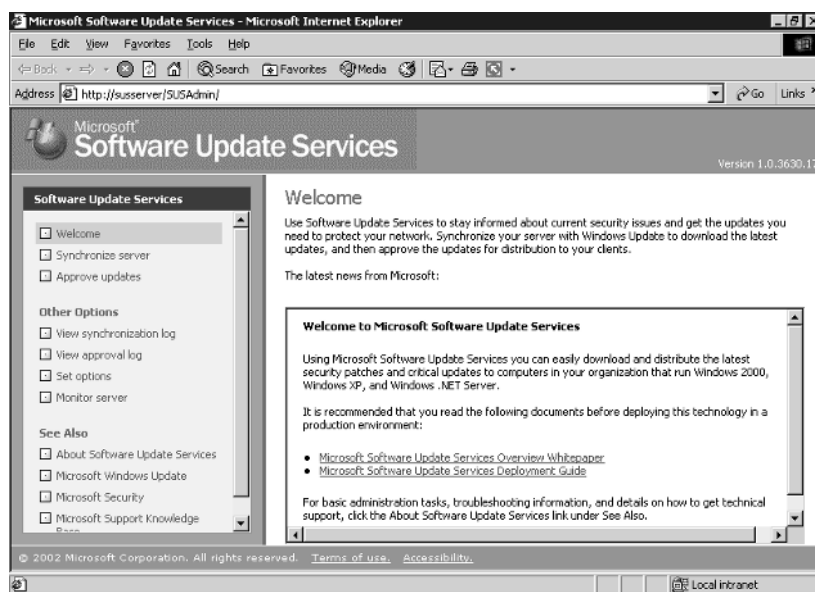 Microsoft Software Update Services - Microsoft Internet Explorer
File Edit View Favorites Tools Help
Back Search Favorites Media
Address http://susserver/SUSAdmin/ Go Links
Microsoft®
Software Update Services
Version 1.0.3630.17
Software Update Services
Welcome
Synchronize server
Approve updates
Other Options
View synchronization log
View approval log
Set options
Monitor server
See Also
About Software Update Services
Microsoft Windows Update
Microsoft Security
Microsoft Support Knowledge
Base
Welcome
Use Software Update Services to stay informed about current security issues and get the updates you
need to protect your network. Synchronize your server with Windows Update to download the latest
updates, and then approve the updates for distribution to your clients.
The latest news from Microsoft:
Welcome to Microsoft Software Update Services
Using Microsoft Software Update Services you can easily download and distribute the latest
security patches and critical updates to computers in your organization that run Windows 2000,
Windows XP, and Windows .NET Server.
It is recommended that you read the following documents before deploying this technology in a
production environment:
• Microsoft Software Update Services Overview Whitepaper
• Microsoft Software Update Services Deployment Guide
For basic administration tasks, troubleshooting information, and details on how to get technical
support, click the About Software Update Services link under See Also.
© 2002 Microsoft Corporation. All rights reserved. Terms of use. Accessibility.
Local intranet